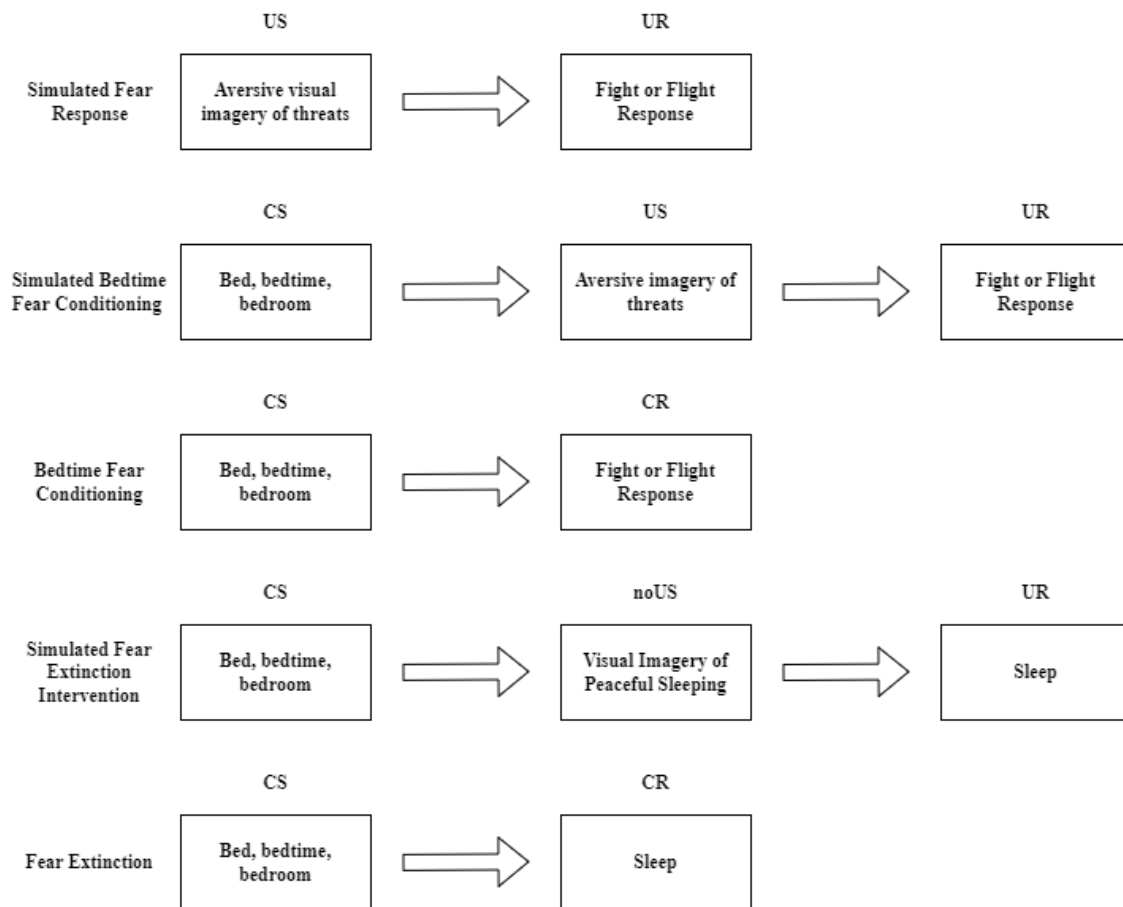 US
UR
Simulated Fear
Response
Aversive visual
imagery of threats
Fight or Flight
Response
CS
US
UR
Simulated Bedtime
Fear Conditioning
Bed, bedtime,
bedroom
Aversive imagery of
threats
Fight or Flight
Response
CS
CR
Bedtime Fear
Conditioning
Bed, bedtime,
bedroom
Fight or Flight
Response
CS
noUS
UR
Simulated Fear
Extinction
Intervention
Bed, bedtime,
bedroom
Visual Imagery of
Peaceful Sleeping
Sleep
CS
CR
Fear Extinction
Bed, bedtime,
bedroom
Sleep